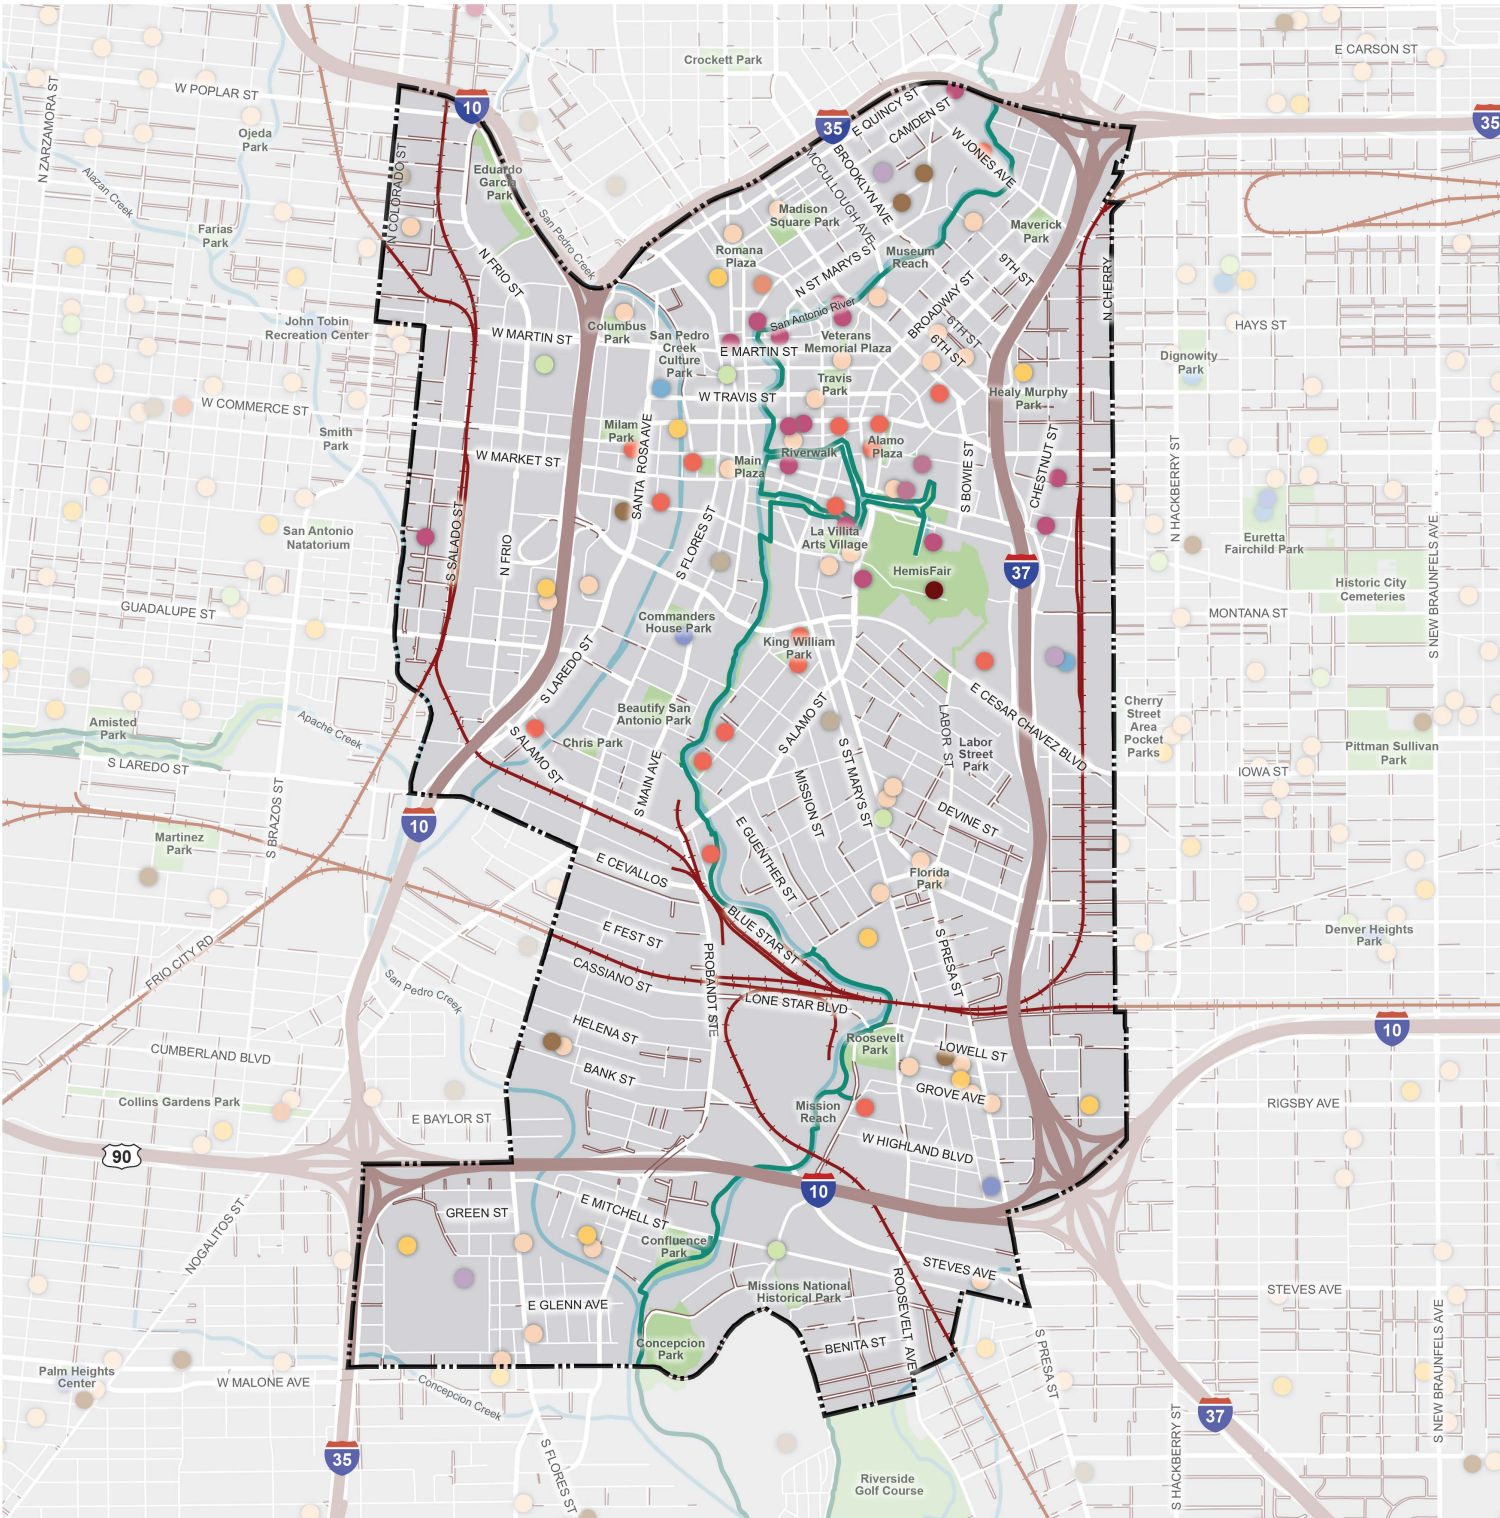 Crockett Park
E CARSON ST
W POPLAR ST
10
N ZARZAMORA ST
Ojeda
Park
35
E QUINCY ST
CAMDEN ST
W JONES AVE
35
BROOKLYN AVE
MCCULLOUGH AVE
Alazan Creek
N COLORADO ST
Eduardo
Garcia
Park
San Pedro Creek
Farias
Park
Madison
Square Park
Maverick
Park
Romana
Plaza
Museum
Reach
N FRIO ST
N ST MARYS ST
9TH ST
N CHERRY
BROADWAY ST
San Antonio River
John Tobin
Recreation Center
W MARTIN ST
Columbus
Park
San Pedro
Creek
Culture
Park
E MARTIN ST
Veterans
Memorial Plaza
6TH ST
6TH ST
HAYS ST
Dignowity
Park
Travis
Park
W TRAVIS ST
Healy Murphy
Park
W COMMERCE ST
Smith
Park
Milam
Park
SANTA ROSA AVE
W MARKET ST
Main
Plaza
Riverwalk
Alamo
Plaza
S BOWIE ST
CHESTNUT ST
N HACKBERRY ST
San Antonio
Natatorium
S SALADO ST
N FRIO
S FLORES ST
La Villita
Arts Village
HemisFair
37
Euretta
Fairchild Park
Historic City
Cemeteries
S NEW BRAUNFELS AVE
GUADALUPE ST
Commanders
House Park
King William
Park
MONTANA ST
S LAREDO ST
E CESAR CHAVEZ BLVD
Amisted
Park
Apache Creek
Beautify San
Antonio Park
S ALAMO ST
Chris Park
S ALAMO ST
LABOR ST
Labor
Street
Park
Cherry
Street
Area
Pocket
Parks
Pittman Sullivan
Park
S LAREDO ST
S MAIN AVE
MISSION ST
S ST MARYS ST
IOWA ST
S BRAZOS ST
10
Martinez
Park
DEVINE ST
E GUENTHER ST
E CEVALLOS
Florida
Park
BLUE STAR ST
E FEST ST
Denver Heights
Park
FRIO CITY RD
CASSIANO ST
PROBANDT STE
S PRESA ST
San Pedro Creek
LONE STAR BLVD
HELENA ST
Roosevelt
Park
LOWELL ST
10
CUMBERLAND BLVD
BANK ST
GROVE AVE
Collins Gardens Park
E BAYLOR ST
Mission
Reach
RIGSBY AVE
90
W HIGHLAND BLVD
10
NOGALITOS ST
GREEN ST
E MITCHELL ST
Confluence
Park
STEVES AVE
Missions National
Historical Park
STEVES AVE
E GLENN AVE
ROOSEVELT AVE
Concepcion
Park
BENITA ST
S PRESA ST
S NEW BRAUNFELS AVE
Palm Heights
Center
W MALONE AVE
Concepcion Creek
37
35
S FLORES ST
S HACKBERRY ST
Riverside
Golf Course